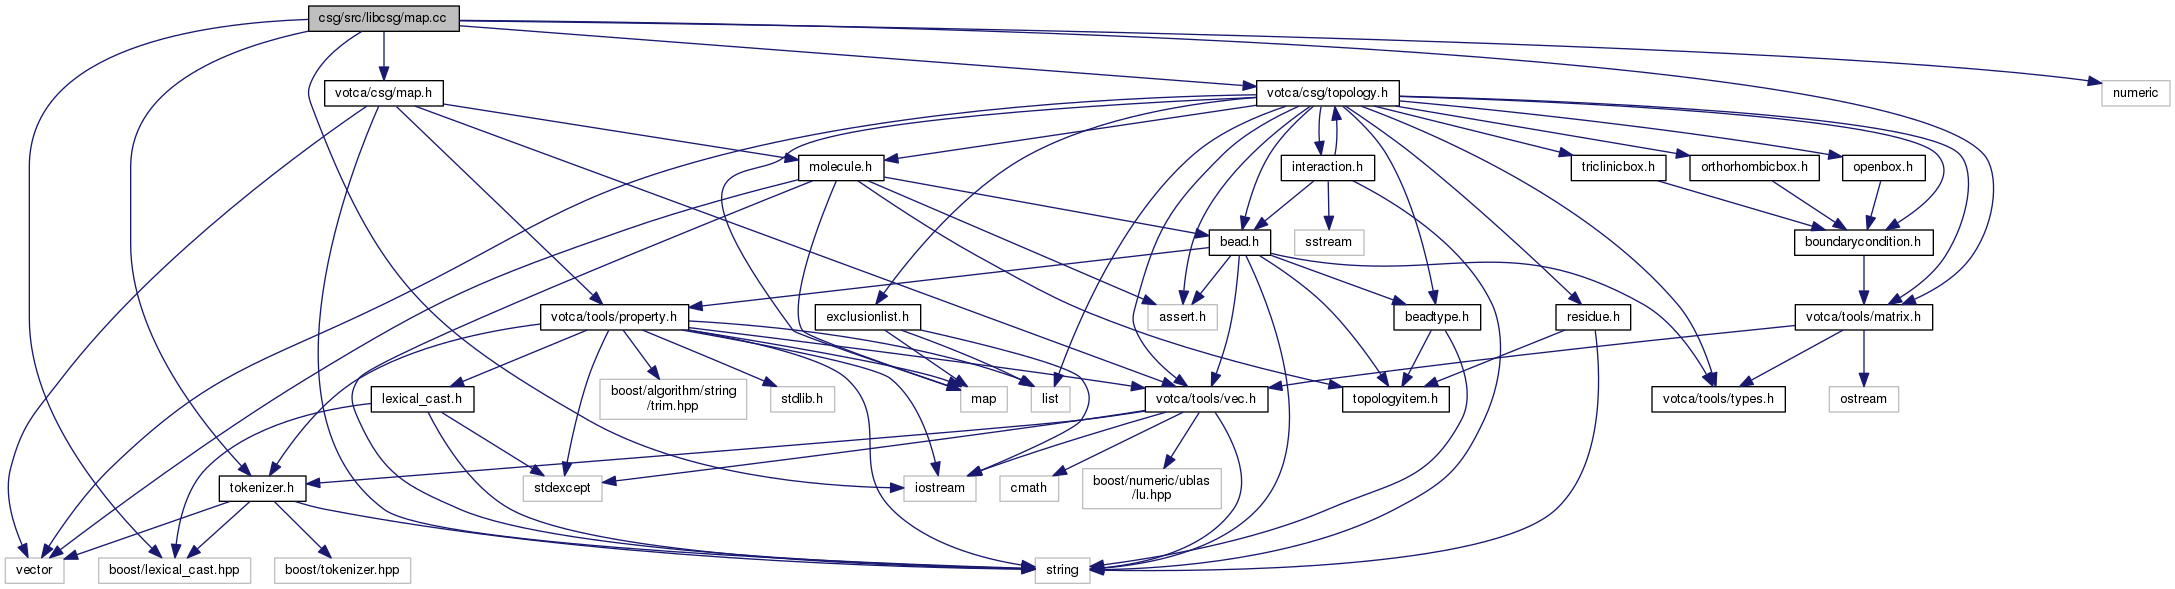 csg/src/libcsg/map.cc
votca/csg/map.h
votca/csg/topology.h
numeric
molecule.h
interaction.h
triclinicbox.h
orthorhombicbox.h
openbox.h
bead.h
sstream
boundarycondition.h
votca/tools/property.h
exclusionlist.h
assert.h
beadtype.h
residue.h
votca/tools/matrix.h
lexical_cast.h
boost/algorithm/string
/trim.hpp
stdlib.h
map
list
votca/tools/vec.h
topologyitem.h
votca/tools/types.h
ostream
tokenizer.h
stdexcept
iostream
cmath
boost/numeric/ublas
/lu.hpp
vector
boost/lexical_cast.hpp
boost/tokenizer.hpp
string